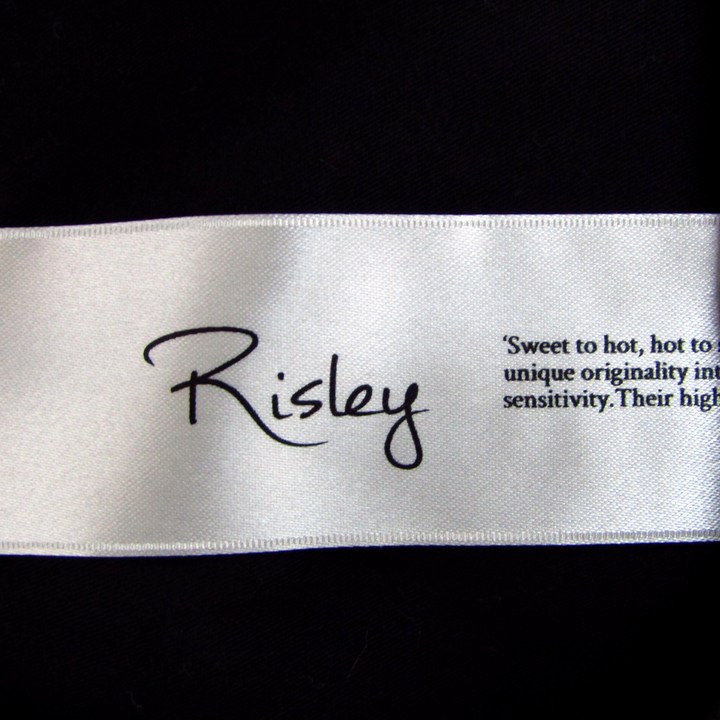 Risley
‘Sweet to hot, hot to
unique originality
sensitivity.Their